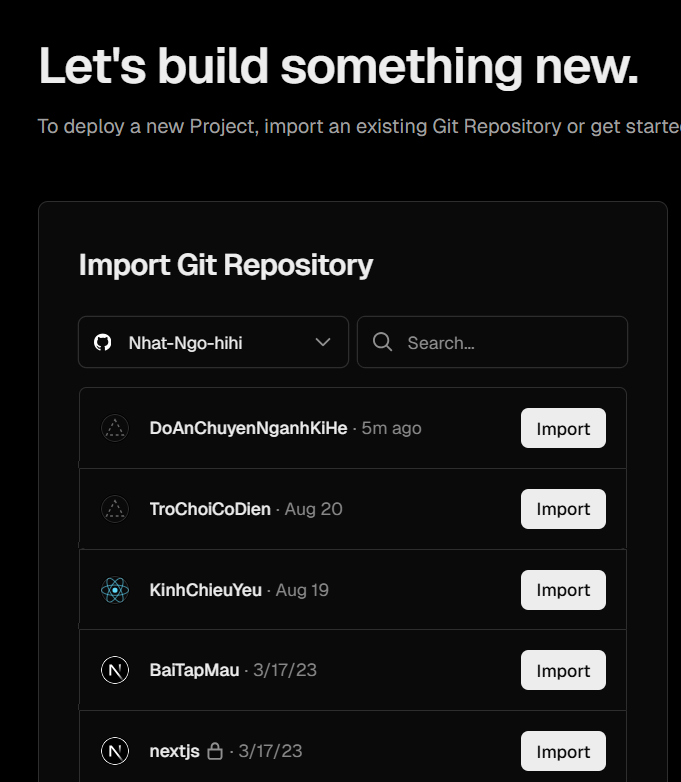 Let's build something new.
To deploy a new Project, import an existing Git Repository or get starte
Import Git Repository
Nhat-Ngo-hihi
Search...
DoAnChuyenNganhKiHe · 5m ago
Import
TroChoiCoDien · Aug 20
Import
KinhChieuYeu · Aug 19
Import
BaiTapMau · 3/17/23
Import
nextjs · 3/17/23
Import